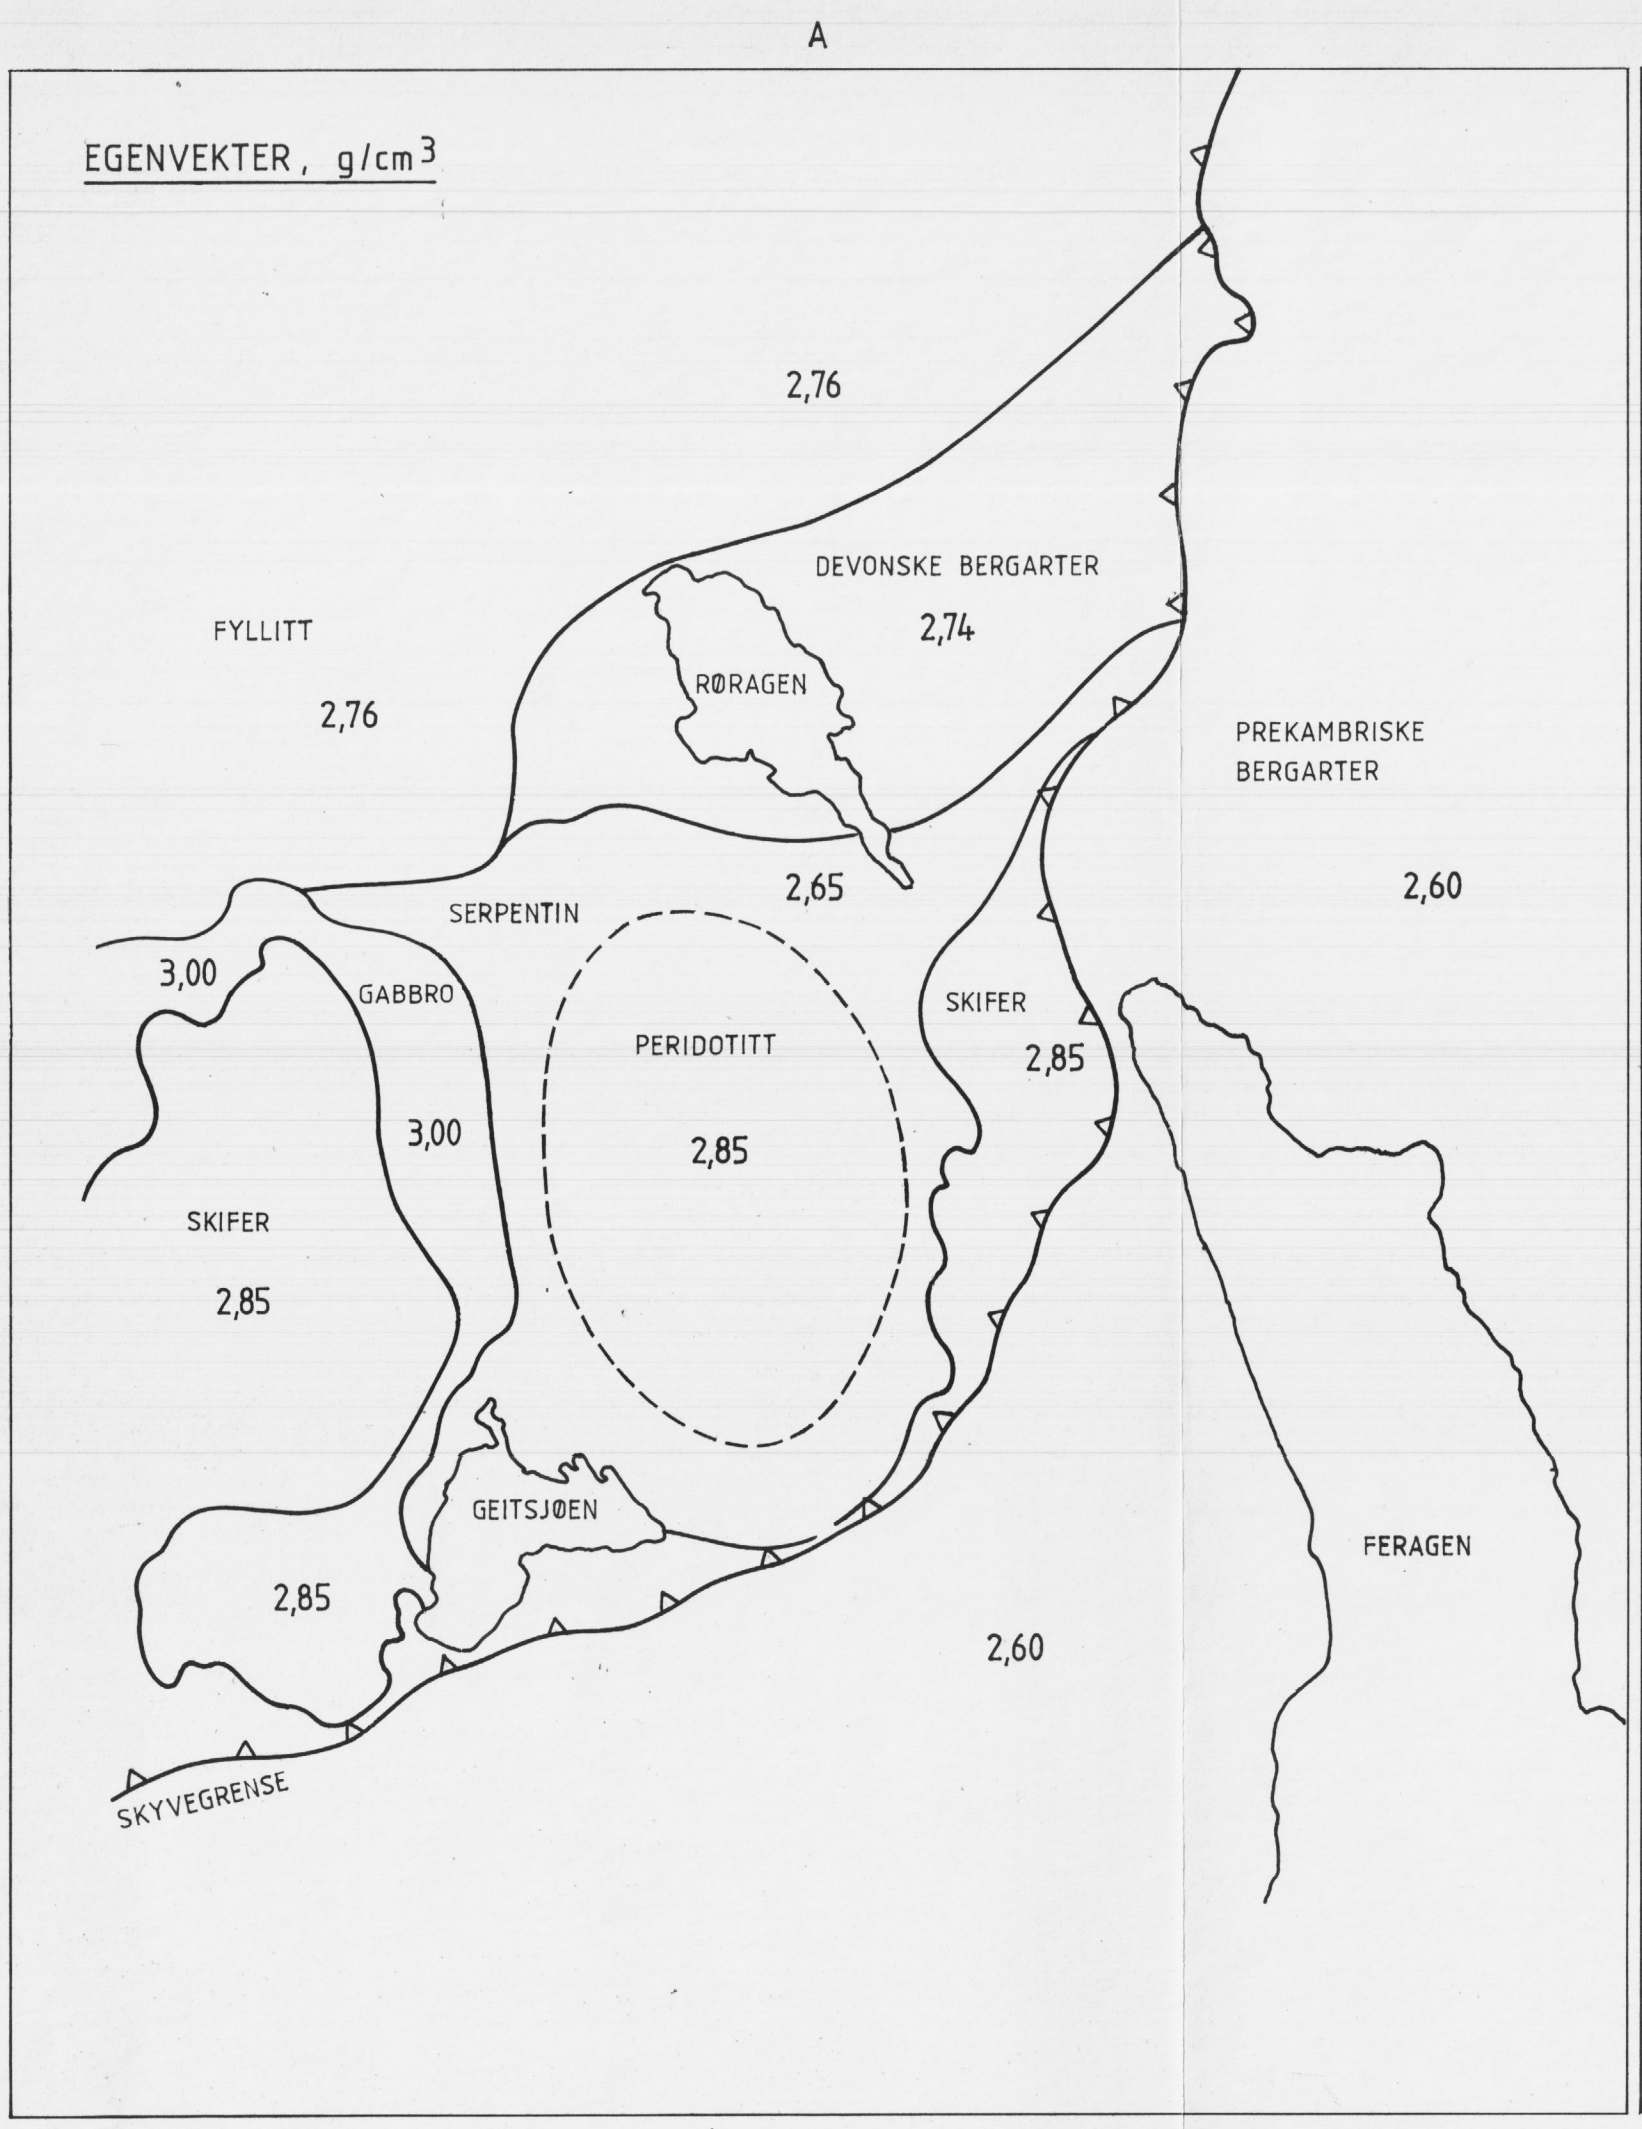 A
EGENVEKTER, g/cm³
2,76
DEVONSKE BERGARTER
2,74
FYLLITT
2,76
RØRAGEN
PREKAMBRISKE
BERGARTER
2,60
2,65
SERPENTIN
3,00
GABBRO
SKIFER
2,85
PERIDOTITT
2,85
3,00
SKIFER
2,85
GEITSJØEN
FERAGEN
2,85
2,60
SKYVEGRENSE